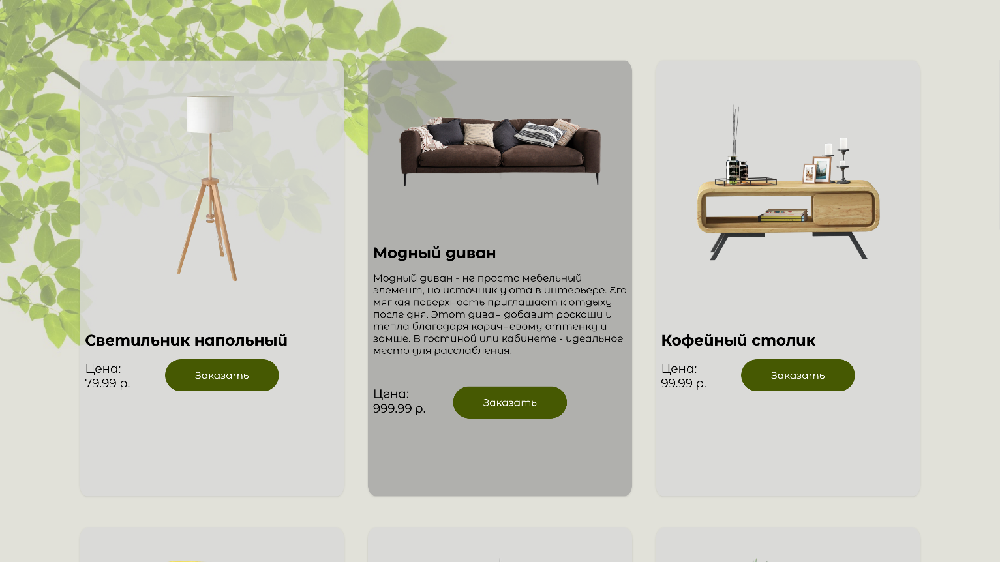 Светильник напольный
Цена:
79.99 р.
Заказать
Модный диван
Модный диван - не просто мебельный
элемент, но источник уюта в интерьере. Его
мягкая поверхность приглашает к отдыху
после дня. Этот диван добавит роскоши и
тепла благодаря коричневому оттенку и
замше. В гостиной или кабинете - идеальное
место для расслабления.
Цена:
999.99 р.
Заказать
Кофейный столик
Цена:
99.99 р.
Заказать